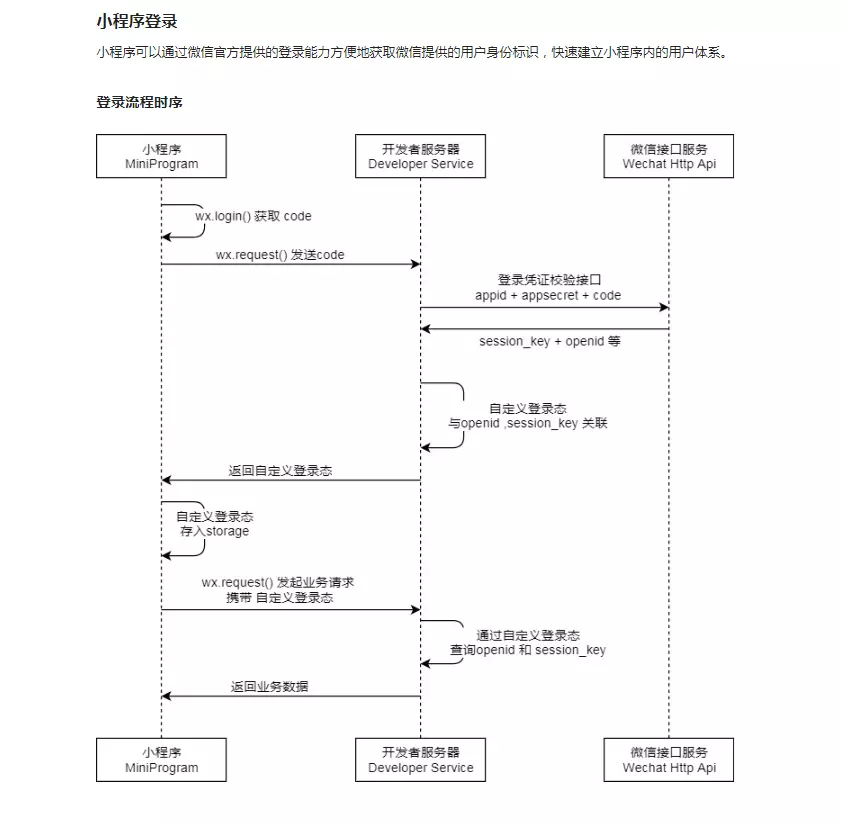 小程序登录
小程序可以通过微信官方提供的登录能力方便地获取微信提供的用户身份标识，快速建立小程序内的用户体系。
登录流程时序
小程序
MiniProgram
开发者服务器
Developer Service
微信接口服务
Wechat Http Api
wx.login() 获取 code
wx.request() 发送code
登录凭证校验接口
appid + appsecret + code
session_key + openid 等
自定义登录态
与openid ,session_key 关联
返回自定义登录态
自定义登录态
存入storage
wx.request() 发起业务请求
携带 自定义登录态
通过自定义登录态
查询openid 和 session_key
返回业务数据
小程序
MiniProgram
开发者服务器
Developer Service
微信接口服务
Wechat Http Api